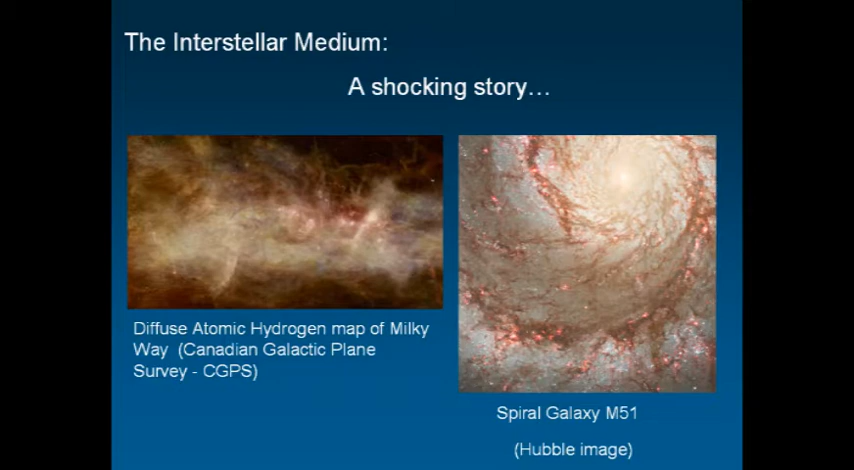 The Interstellar Medium:
A shocking story…
Diffuse Atomic Hydrogen map of Milky
Way (Canadian Galactic Plane
Survey - CGPS)
Spiral Galaxy M51
(Hubble image)